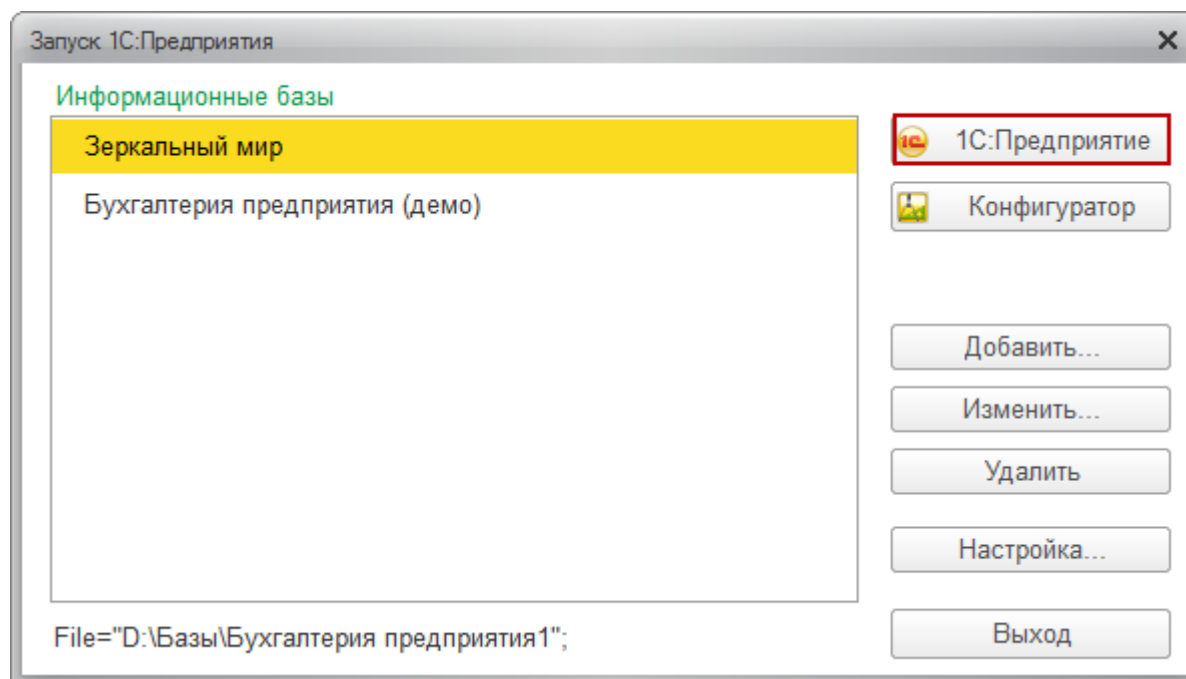 Запуск 1С:Предприятия
Информационные базы
Зеркальный мир
Бухгалтерия предприятия (демо)
File="D:\Базы\Бухгалтерия предприятия1";
1С:Предприятие
Конфигуратор
Добавить...
Изменить...
Удалить
Настройка...
Выход